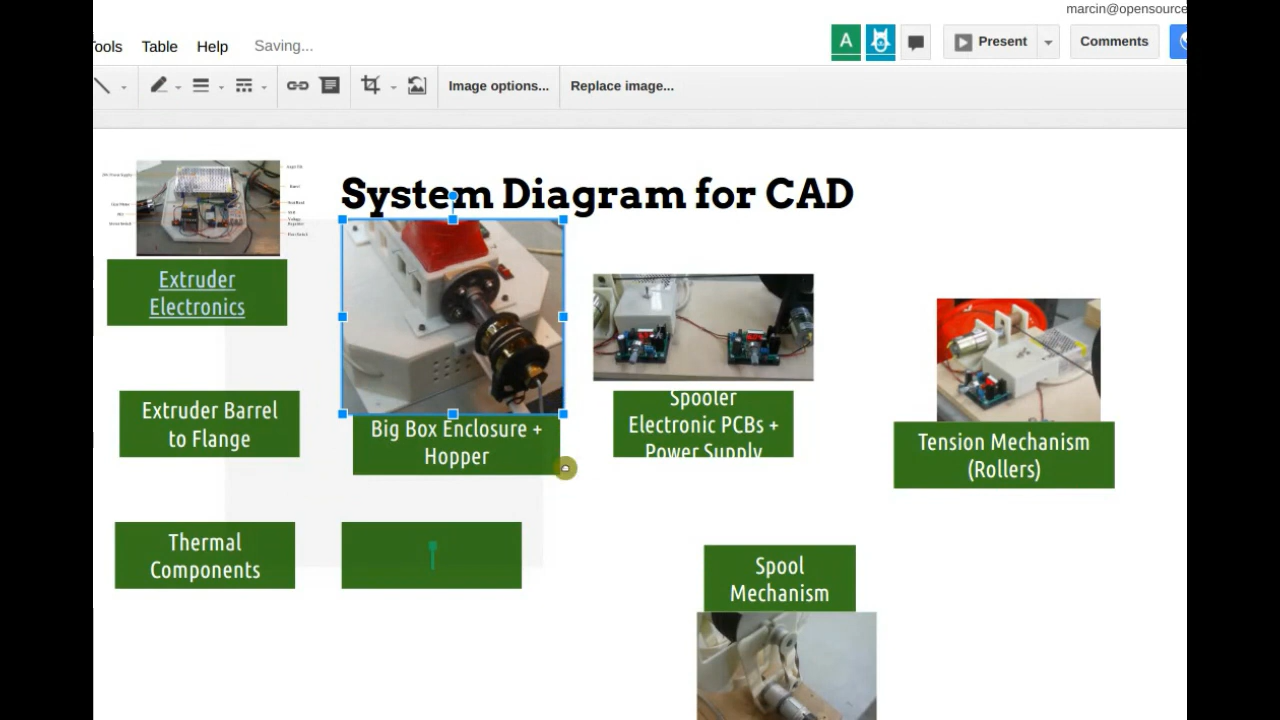 marcin@opensource
Tools Table Help Saving...
A
Present
Comments
Image options...
Replace image...
System Diagram for CAD
Extruder
Electronics
Extruder Barrel
to Flange
Big Box Enclosure +
Hopper
Spooler
Electronic PCBs +
Power Supply
Tension Mechanism
(Rollers)
Thermal
Components
Spool
Mechanism